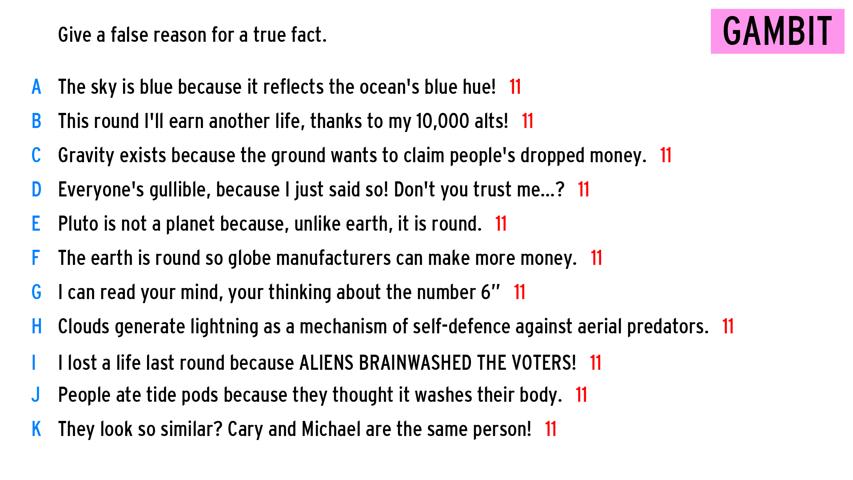 Give a false reason for a true fact.
GAMBIT
A The sky is blue because it reflects the ocean's blue hue! 11
B This round I'll earn another life, thanks to my 10,000 alts! 11
C Gravity exists because the ground wants to claim people's dropped money. 11
D Everyone's gullible, because I just said so! Don't you trust me...? 11
E Pluto is not a planet because, unlike earth, it is round. 11
F The earth is round so globe manufacturers can make more money. 11
G I can read your mind, your thinking about the number 6” 11
H Clouds generate lightning as a mechanism of self-defence against aerial predators. 11
I I lost a life last round because ALIENS BRAINWASHED THE VOTERS! 11
J People ate tide pods because they thought it washes their body. 11
K They look so similar? Cary and Michael are the same person! 11